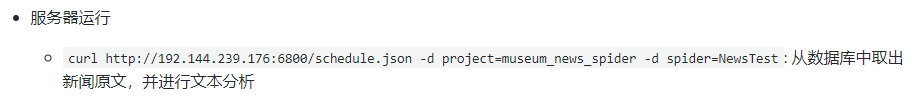 服务器运行
curl http://192.144.239.176:6800/schedule.json -d project=museum_news_spider -d spider=NewsTest：从数据库中取出
新闻原文，并进行文本分析